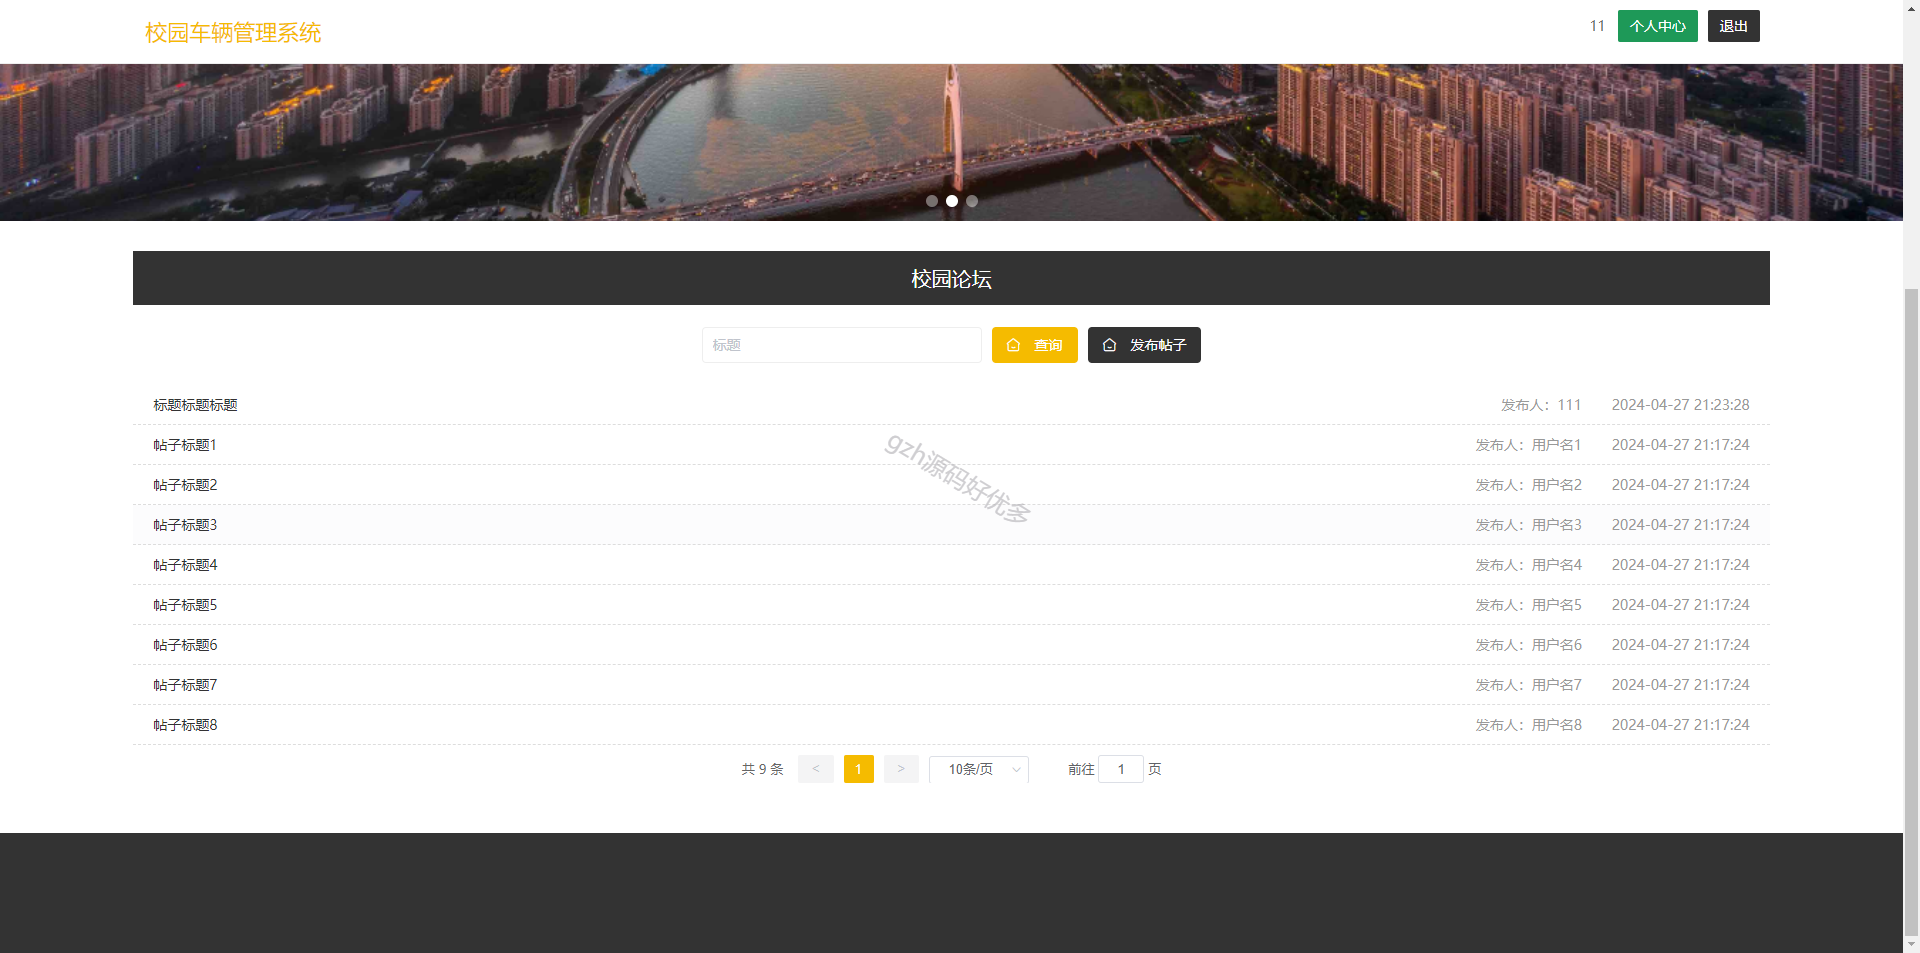 校园车辆管理系统
11 个人中心 退出
校园论坛
标题 查询 发布帖子
标题标题标题 发布人：111 2024-04-27 21:23:28
帖子标题1 发布人：用户名1 2024-04-27 21:17:24
gzh源码好优多
帖子标题2 发布人：用户名2 2024-04-27 21:17:24
帖子标题3 发布人：用户名3 2024-04-27 21:17:24
帖子标题4 发布人：用户名4 2024-04-27 21:17:24
帖子标题5 发布人：用户名5 2024-04-27 21:17:24
帖子标题6 发布人：用户名6 2024-04-27 21:17:24
帖子标题7 发布人：用户名7 2024-04-27 21:17:24
帖子标题8 发布人：用户名8 2024-04-27 21:17:24
共 9 条 < 1 > 10条/页 前往 1 页